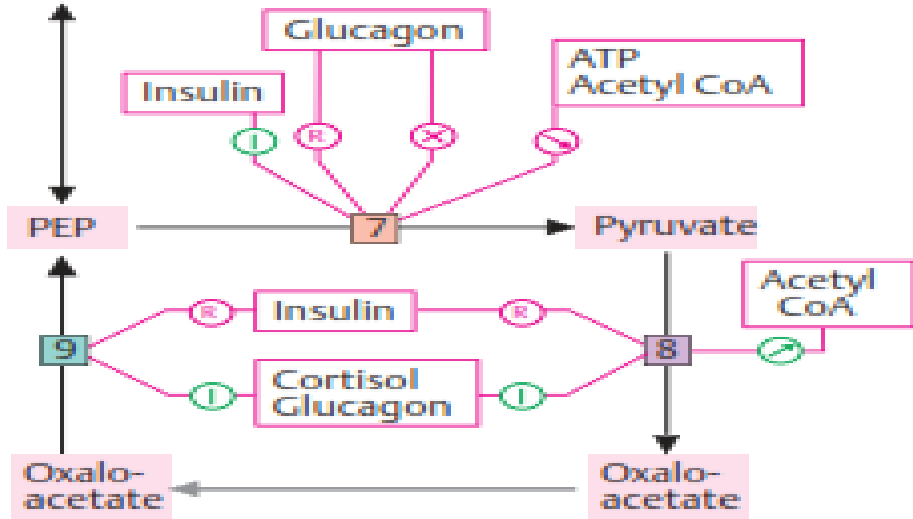 Glucagon
Insulin
ATP
Acetyl CoA
I
R
PEP
7
Pyruvate
Acetyl
CoA
R
Insulin
R
9
8
I
Cortisol
Glucagon
I
Oxalo-
acetate
Oxalo-
acetate